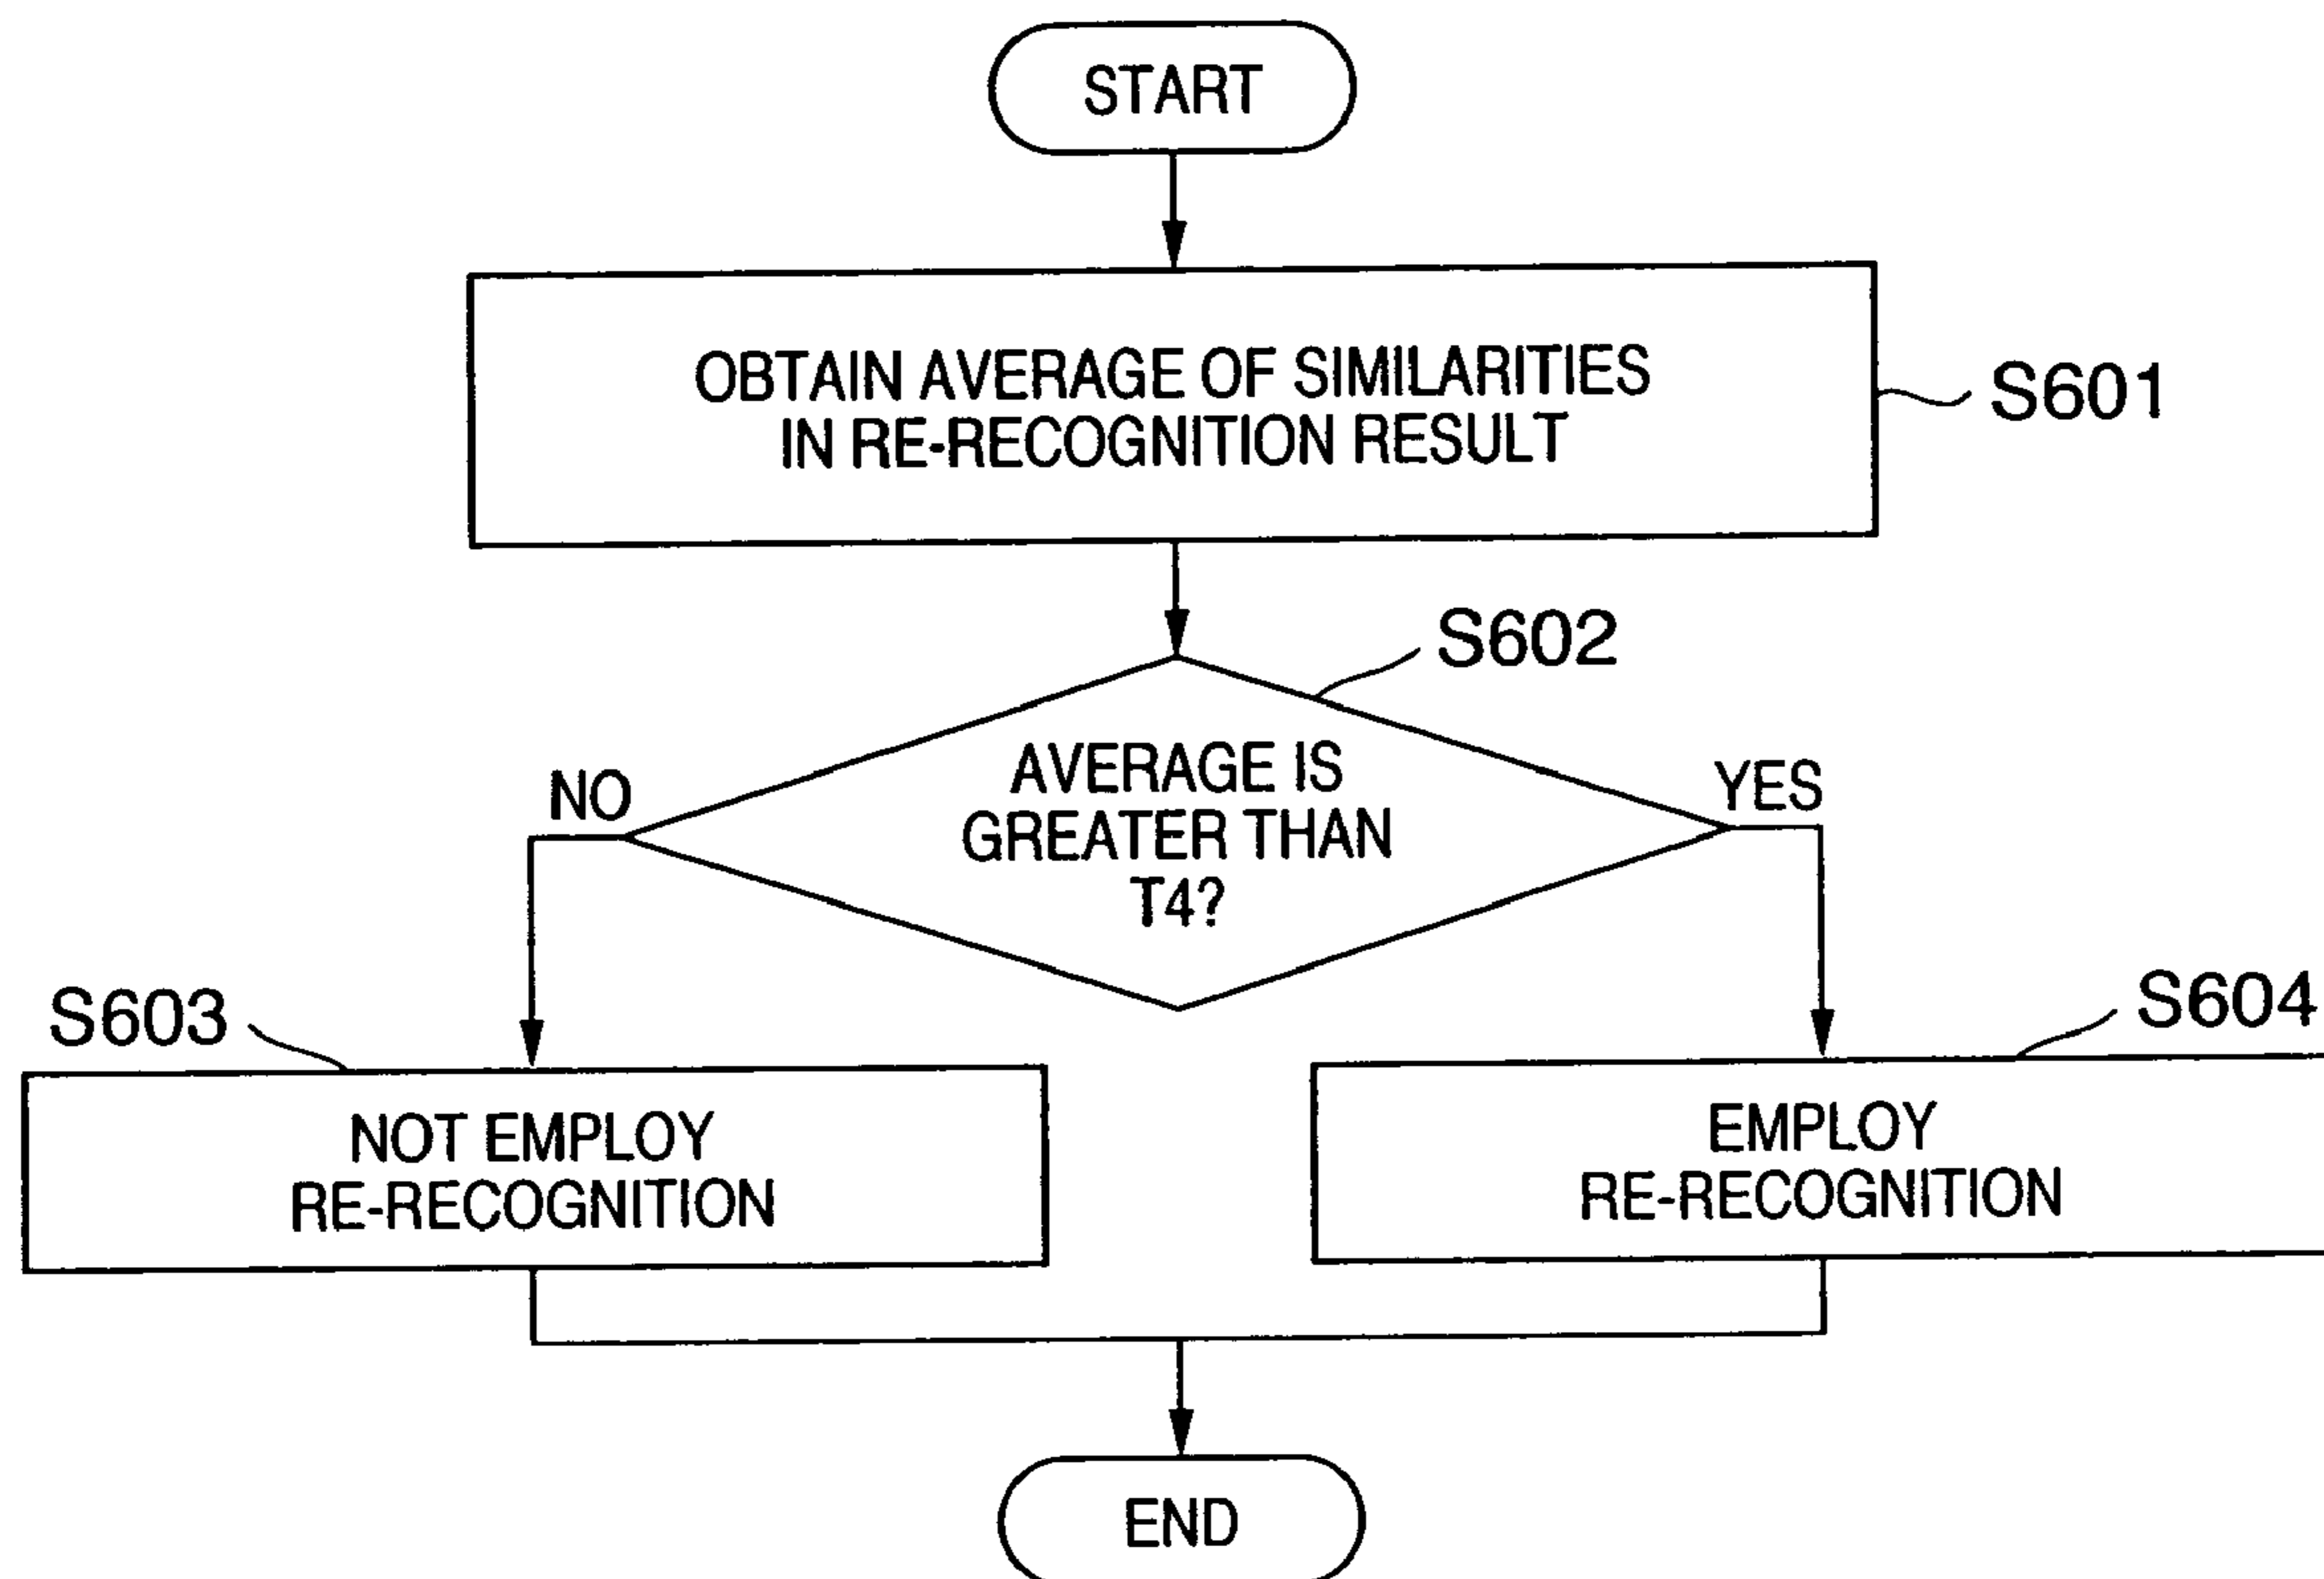 START
OBTAIN AVERAGE OF SIMILARITIES
IN RE-RECOGNITION RESULT
S601
S602
AVERAGE IS
GREATER THAN
T4?
NO
YES
S603
NOT EMPLOY
RE-RECOGNITION
S604
EMPLOY
RE-RECOGNITION
END